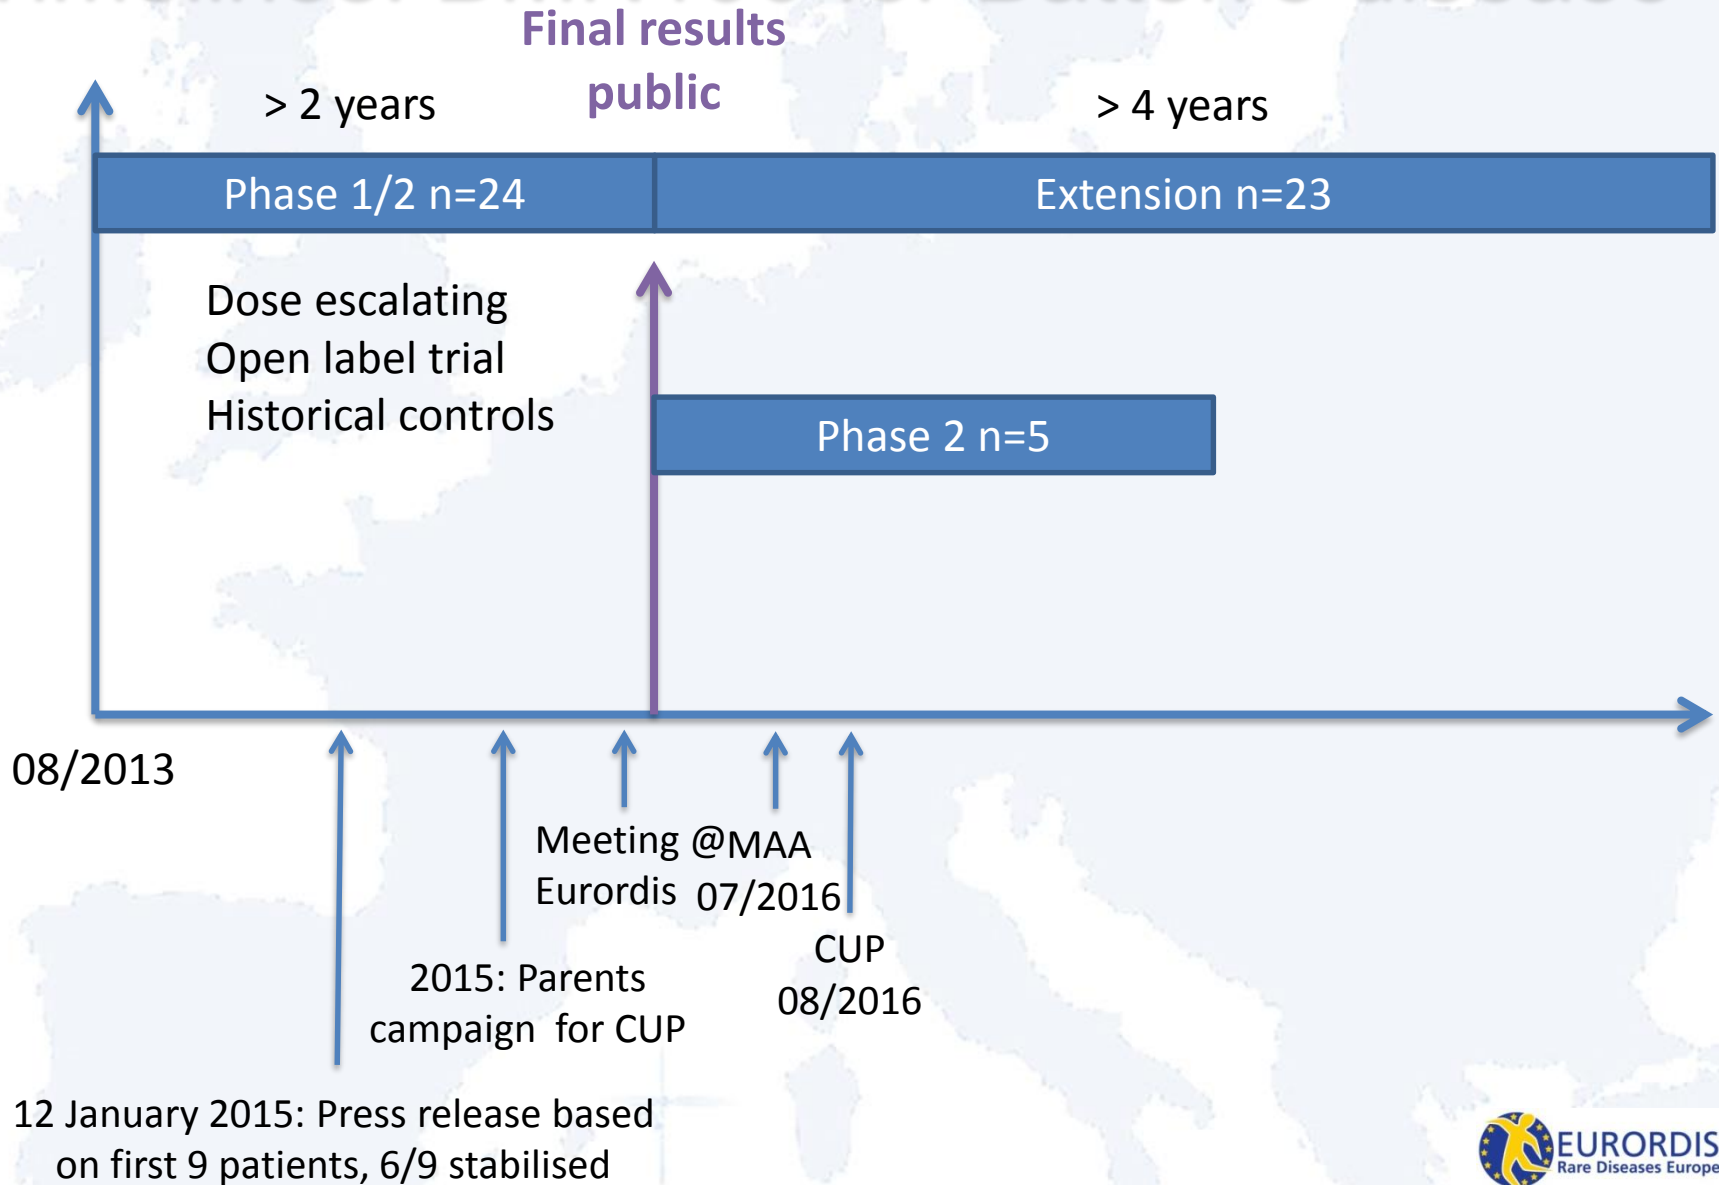 Final results
public
> 2 years
> 4 years
Phase 1/2 n=24
Extension n=23
Dose escalating
Open label trial
Historical controls
Phase 2 n=5
08/2013
Meeting @
Eurordis
MAA
07/2016
CUP
08/2016
2015: Parents
campaign for CUP
12 January 2015: Press release based
on first 9 patients, 6/9 stabilised
EURORDIS
Rare Diseases Europe